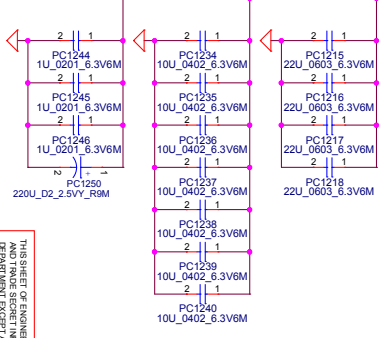 2 1
PC1244
1U_0201_6.3V6M
2 1
PC1245
1U_0201_6.3V6M
2 1
PC1246
1U_0201_6.3V6M
2 + 1
PC1250
220U_D2_2.5VY_R9M
2 1
PC1234
10U_0402_6.3V6M
2 1
PC1235
10U_0402_6.3V6M
2 1
PC1236
10U_0402_6.3V6M
2 1
PC1237
10U_0402_6.3V6M
2 1
PC1238
10U_0402_6.3V6M
2 1
PC1239
10U_0402_6.3V6M
2 1
PC1240
10U_0402_6.3V6M
2 1
PC1215
22U_0603_6.3V6M
2 1
PC1216
22U_0603_6.3V6M
2 1
PC1217
22U_0603_6.3V6M
2 1
PC1218
22U_0603_6.3V6M
THIS SHEET OF
AND TRADE SECRET
DEPARTMENT EXCEPT